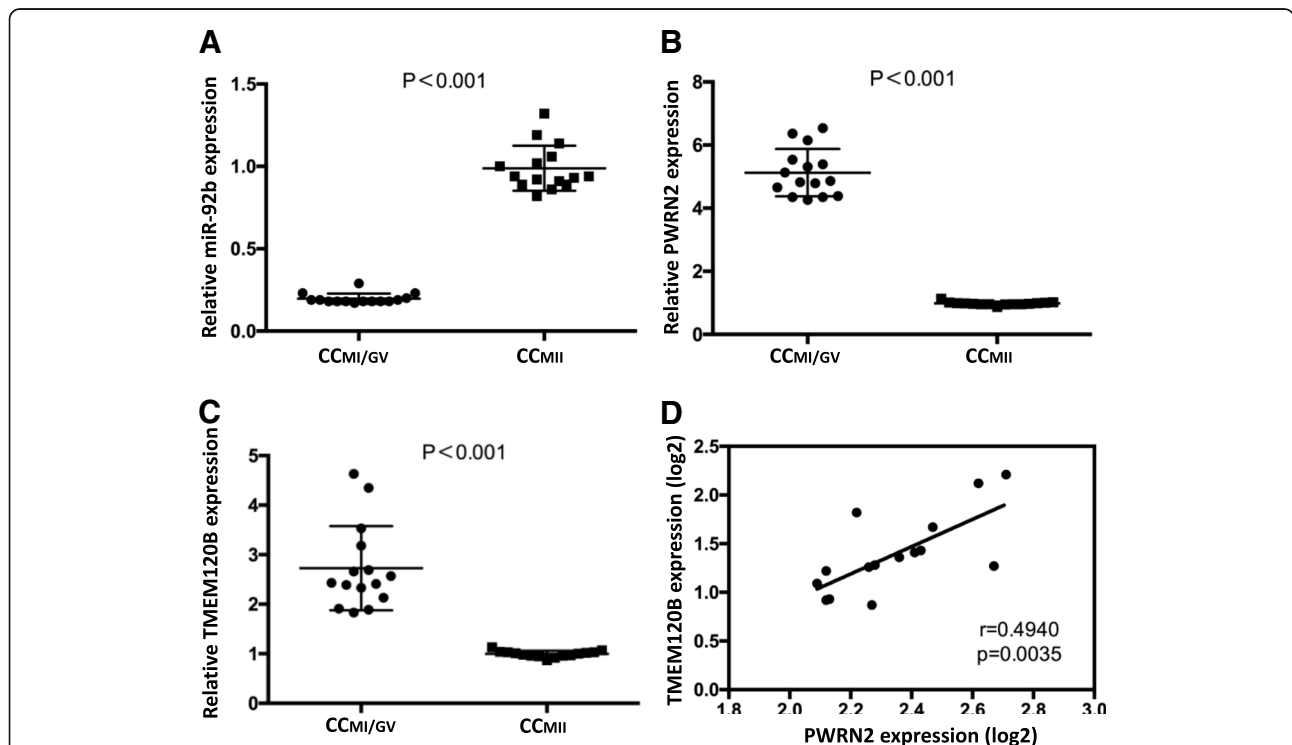 A
P<0.001
Relative miR-92b expression
1.5
1.0
0.5
0.0
CCMI/GV
CCMII
B
P<0.001
Relative PWRN2 expression
8
6
4
2
0
CCMI/GV
CCMII
C
P<0.001
Relative TMEM120B expression
5
4
3
2
1
0
CCMI/GV
CCMII
D
TMEM120B expression (log2)
2.5
2.0
1.5
1.0
0.5
0.0
r=0.4940
p=0.0035
1.8 2.0 2.2 2.4 2.6 2.8 3.0
PWRN2 expression (log2)